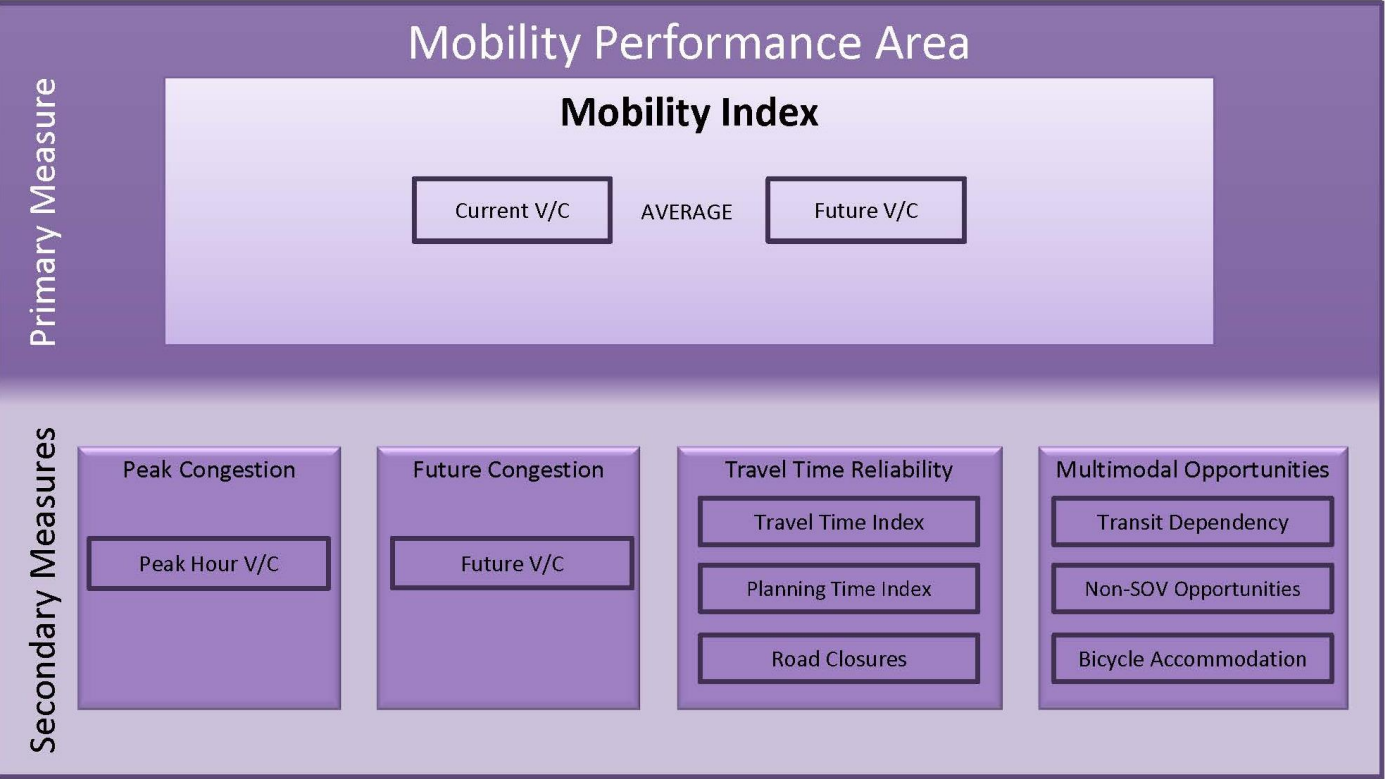 Mobility Performance Area
Primary Measure
Mobility Index
Current V/C
AVERAGE
Future V/C
Secondary Measures
Peak Congestion
Peak Hour V/C
Future Congestion
Future V/C
Travel Time Reliability
Travel Time Index
Planning Time Index
Road Closures
Multimodal Opportunities
Transit Dependency
Non-SOV Opportunities
Bicycle Accommodation